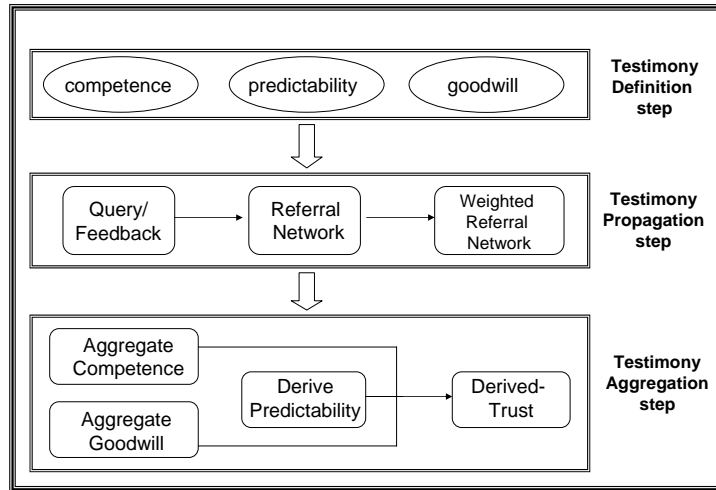 competence
predictability
goodwill
Testimony
Definition
step
Query/
Feedback
Referral
Network
Weighted
Referral
Network
Testimony
Propagation
step
Aggregate
Competence
Aggregate
Goodwill
Derive
Predictability
Derived-
Trust
Testimony
Aggregation
step